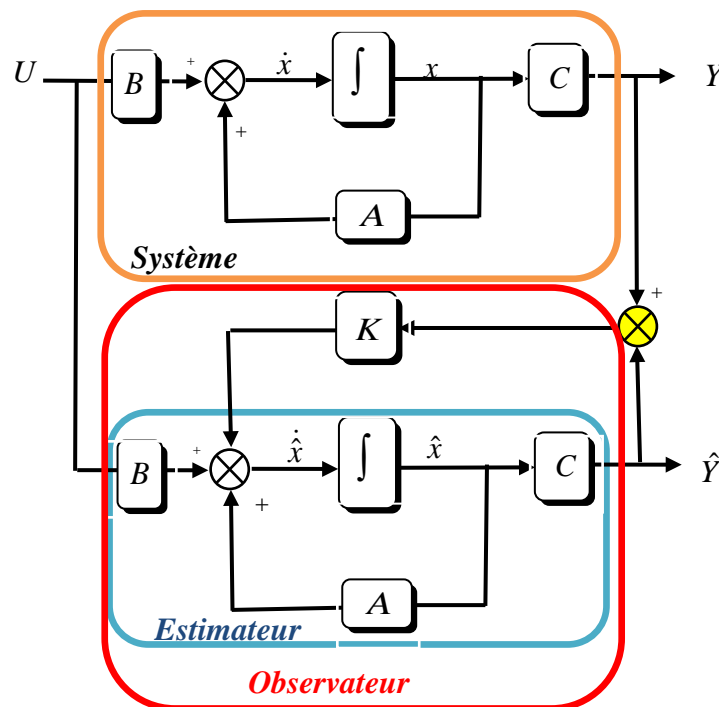 U B + ẋ ∫ x C Y
+
A
Système
+
K
B + x̂̇ ∫ x̂ C Ŷ
+
A
Estimateur
Observateur